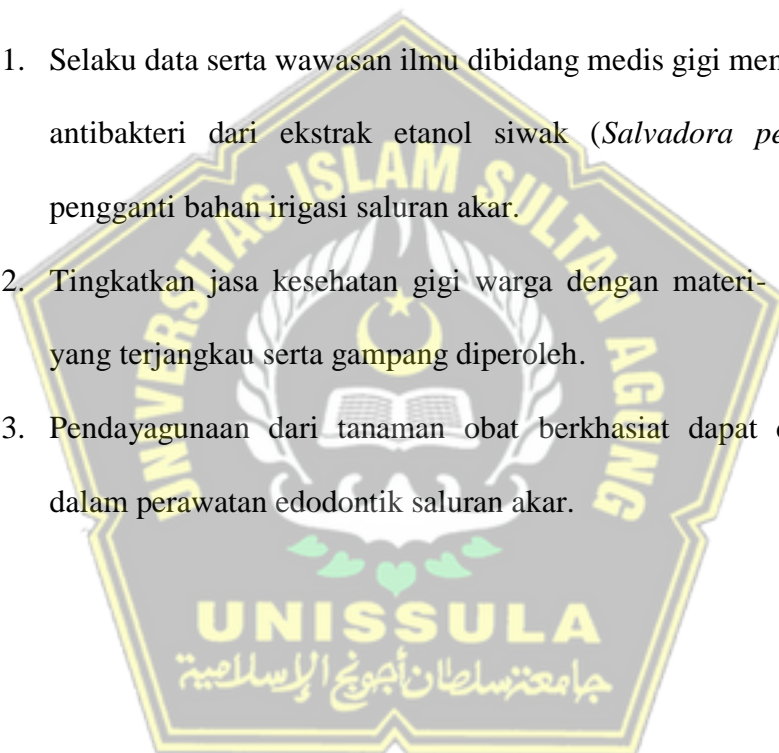 1. Selaku data serta wawasan ilmu dibidang medis gigi
antibakteri dari ekstrak etanol siwak (Salvadora
pengganti bahan irigasi saluran akar.
2. Tingkatkan jasa kesehatan gigi warga dengan materi-
yang terjangkau serta gampang diperoleh.
3. Pendayagunaan dari tanaman obat berkhasiat dapat
dalam perawatan edodontik saluran akar.
UNIVERSITAS ISLAM SULTAN AGUNG
UNISSULA
جامعة سلطان أجونج الإسلامية